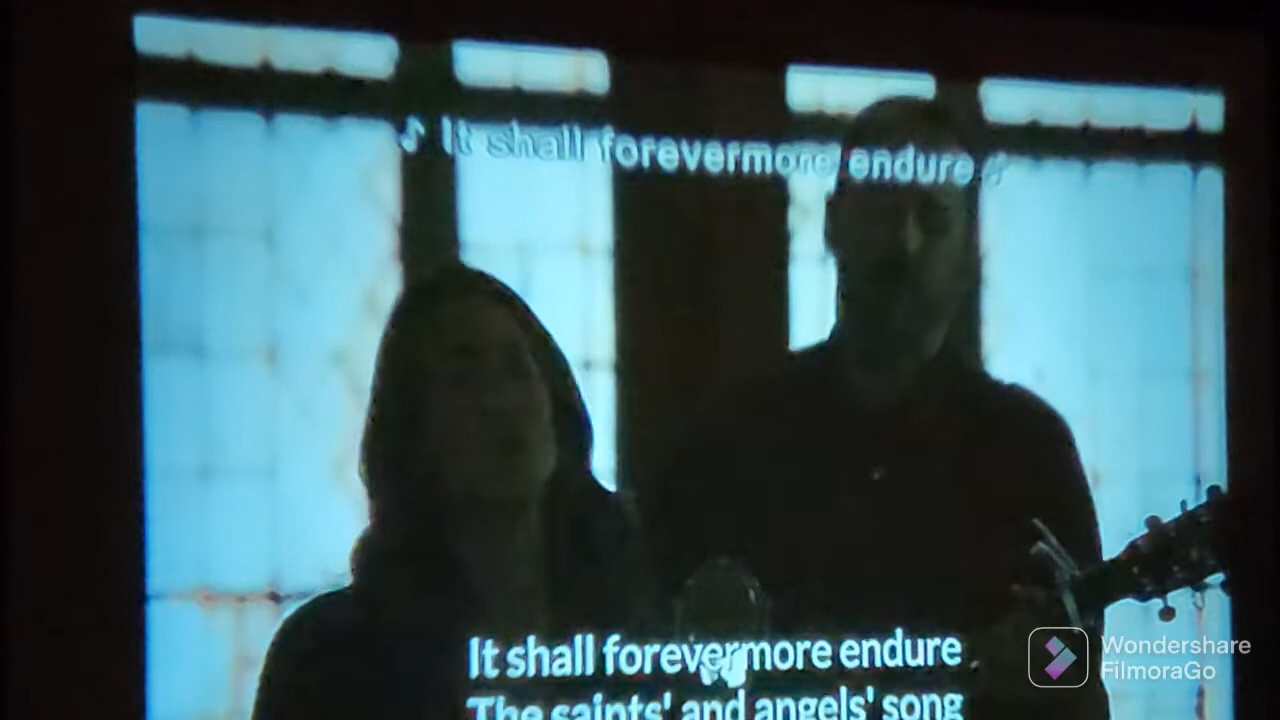 ♪ It shall forevermore endure ♪
It shall forevermore endure
The saints' and angels' song
Wondershare
FilmoraGo